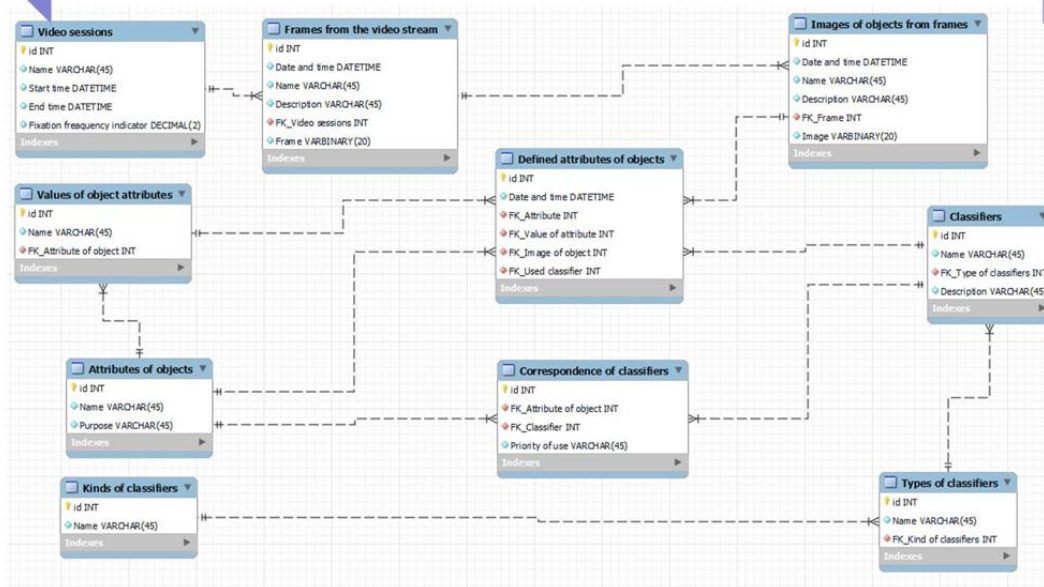 Video sessions
id INT
Name VARCHAR(45)
Start time DATETIME
End time DATETIME
Fixation freaquency indicator DECIMAL(2)
Indexes
Frames from the video stream
id INT
Date and time DATETIME
Name VARCHAR(45)
Description VARCHAR(45)
FK_Video sessions INT
Frame VARBINARY(20)
Indexes
Images of objects from frames
id INT
Date and time DATETIME
Name VARCHAR(45)
Description VARCHAR(45)
FK_Frame INT
Image VARBINARY(20)
Indexes
Values of object attributes
id INT
Name VARCHAR(45)
FK_Attribute of object INT
Indexes
Defined attributes of objects
id INT
Date and time DATETIME
FK_Attribute INT
FK_Value of attribute INT
FK_Image of object INT
FK_Used classifier INT
Indexes
Classifiers
id INT
Name VARCHAR(45)
FK_Type of classifiers INT
Description VARCHAR(45)
Indexes
Attributes of objects
id INT
Name VARCHAR(45)
Purpose VARCHAR(45)
Indexes
Correspondence of classifiers
id INT
FK_Attribute of object INT
FK_Classifier INT
Priority of use VARCHAR(45)
Indexes
Kinds of classifiers
id INT
Name VARCHAR(45)
Indexes
Types of classifiers
id INT
Name VARCHAR(45)
FK_Kind of classifiers INT
Indexes